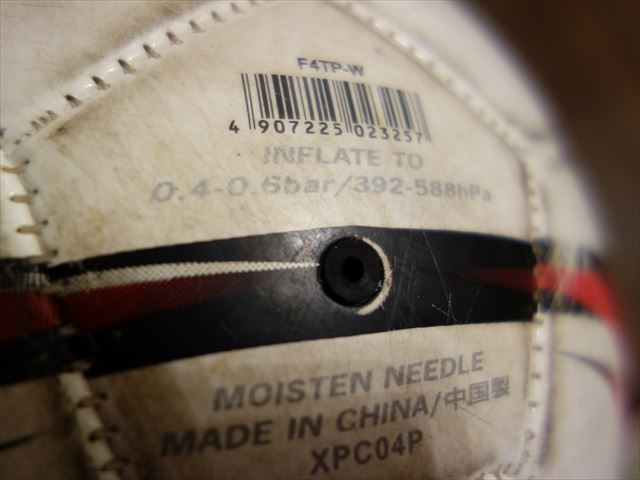 F4TP-W
4 907225 023237
INFLATE TO
0.4-0.6bar/392-588hPa
MOISTEN NEEDLE
MADE IN CHINA/中国製
XPC04P